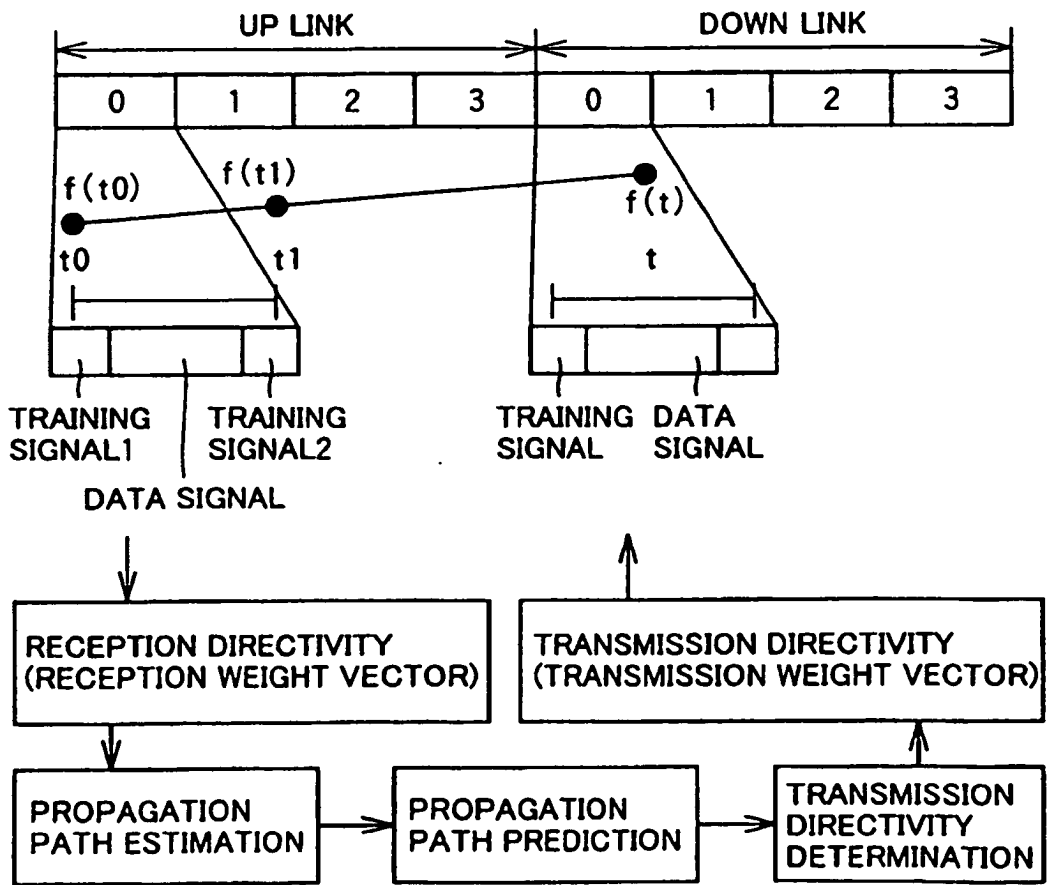 UP LINK
DOWN LINK
0 1 2 3 0 1 2 3
f(t0)
f(t1)
f(t)
t0
t1
t
TRAINING
SIGNAL1
TRAINING
SIGNAL2
DATA SIGNAL
TRAINING
SIGNAL
DATA
SIGNAL
RECEPTION DIRECTIVITY
(RECEPTION WEIGHT VECTOR)
TRANSMISSION DIRECTIVITY
(TRANSMISSION WEIGHT VECTOR)
PROPAGATION
PATH ESTIMATION
PROPAGATION
PATH PREDICTION
TRANSMISSION
DIRECTIVITY
DETERMINATION